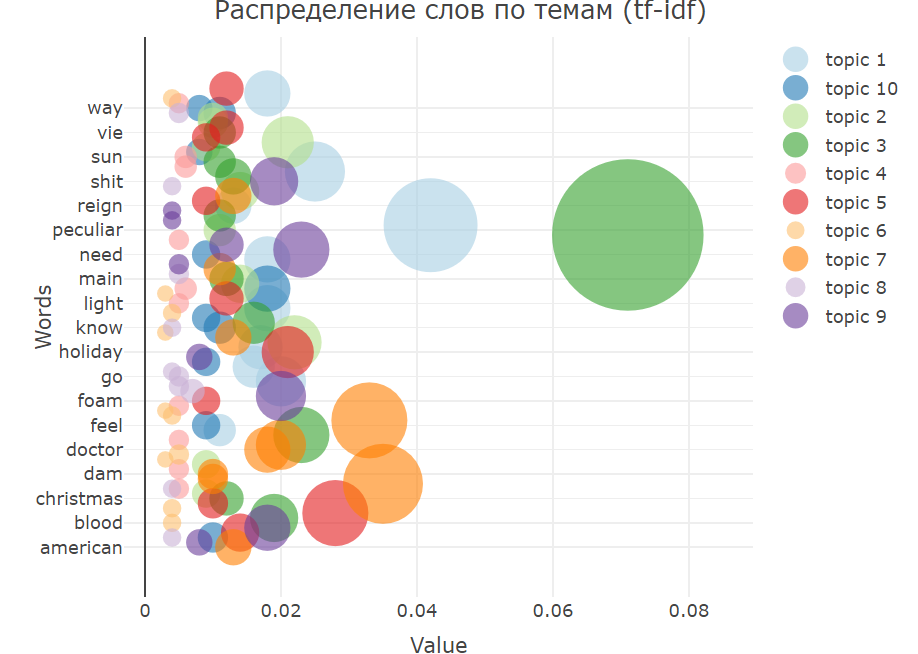 Распределение слов по темам (tf-idf)
way
vie
sun
shit
reign
peculiar
need
main
light
know
holiday
go
foam
feel
doctor
dam
christmas
blood
american
Words
0
0.02
0.04
0.06
0.08
Value
topic 1
topic 10
topic 2
topic 3
topic 4
topic 5
topic 6
topic 7
topic 8
topic 9